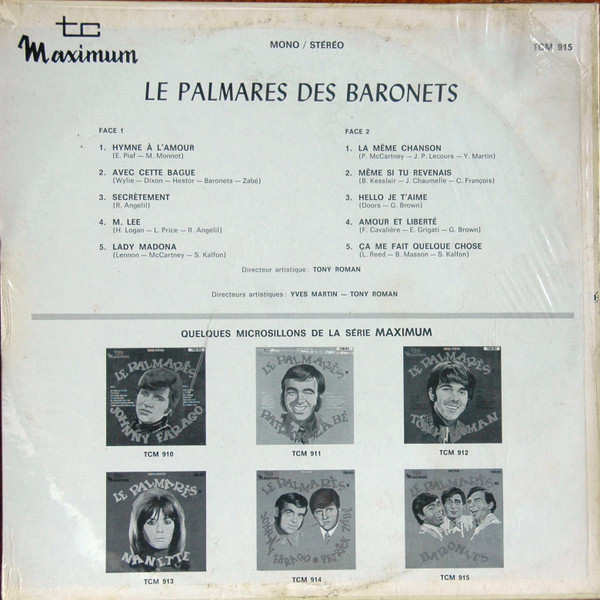 tc
Maximum
MONO / STÉRÉO
TCM 915
LE PALMARES DES BARONETS
FACE 1
1. HYMNE À L'AMOUR
(E. Piaf — M. Monnot)
2. AVEC CETTE BAGUE
(Wylie — Dixon — Hester — Baronets — Zabé)
3. SECRÈTEMENT
(R. Angelil)
4. M. LEE
(H. Logan — L. Price — R. Angelil)
5. LADY MADONA
(Lennon — McCartney — S. Kalfon)
FACE 2
1. LA MÊME CHANSON
(P. McCartney — J. P. Lecours — Y. Martin)
2. MÊME SI TU REVENAIS
(B. Kesslair — J. Chaumelle — C. François)
3. HELLO JE T'AIME
(Doors — G. Brown)
4. AMOUR ET LIBERTÉ
(F. Cavalière — E. Grigati — G. Brown)
5. ÇA ME FAIT QUELQUE CHOSE
(L. Reed — B. Masson — S. Kalfon)
Directeur artistique : TONY ROMAN
Directeurs artistiques : YVES MARTIN — TONY ROMAN
QUELQUES MICROSILLONS DE LA SÉRIE MAXIMUM
LE PALMARÈS
JOHNNY FARAGO
TCM 910
LE PALMARÈS
PATRICK ZABÉ
TCM 911
LE PALMARÈS
TONY ROMAN
TCM 912
LE PALMARÈS
NANETTE
TCM 913
LE PALMARÈS
JOHNNY FARAGO • PATRICK ZABÉ
TCM 914
LE PALMARÈS
BARONETS
TCM 915